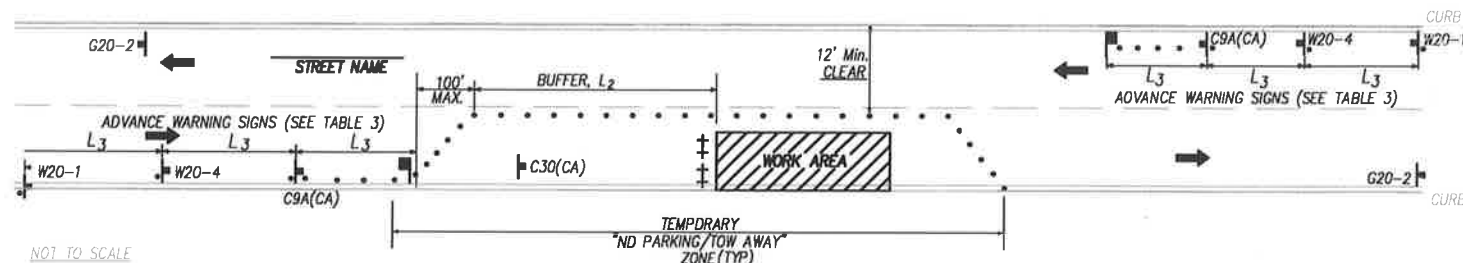 CURB
G20-2
STREET NAME
100'
MAX.
BUFFER, L2
12' Min.
CLEAR
C9A(CA)
W20-4
W20-1
L3
L3
L3
ADVANCE WARNING SIGNS (SEE TABLE 3)
ADVANCE WARNING SIGNS (SEE TABLE 3)
L3
L3
L3
W20-1
W20-4
C9A(CA)
C30(CA)
WORK AREA
G20-2
CURB
TEMPDRARY
"ND PARKING/TOW AWAY"
ZONE(TYP)
NOT TO SCALE